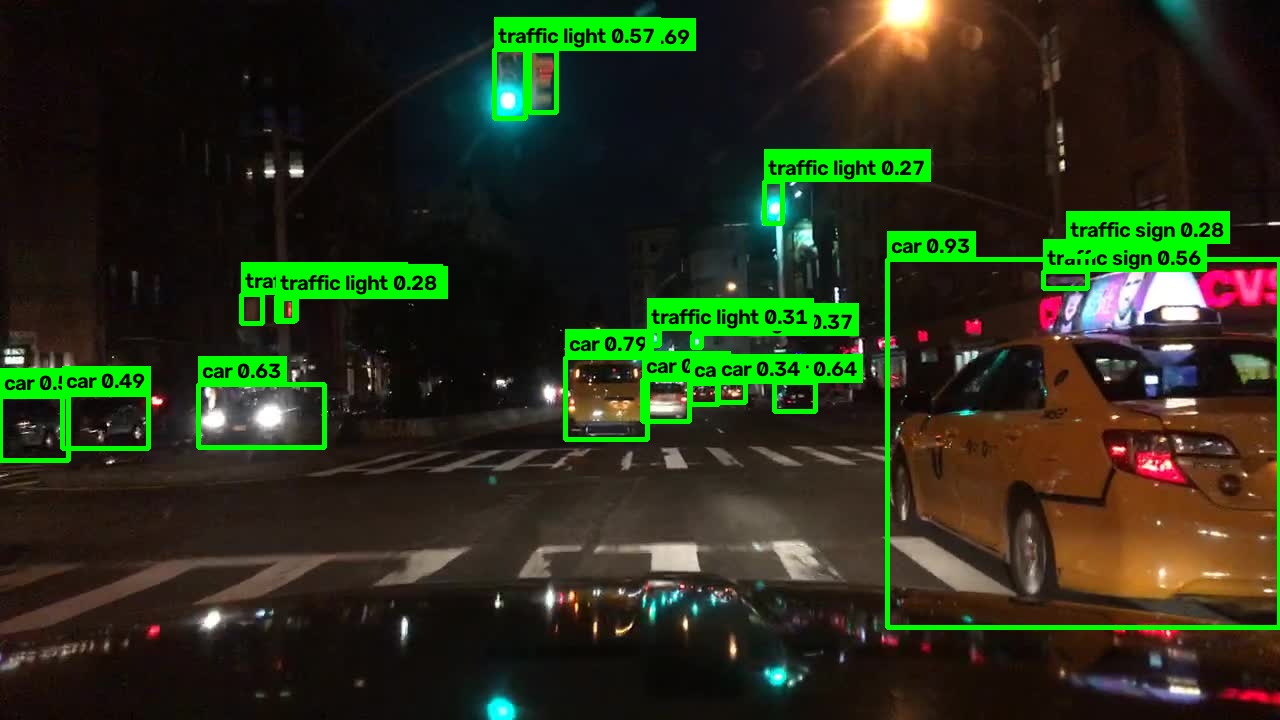 traffic light 0.57 .69
traffic light 0.27
traffic sign 0.28
car 0.93
traffic sign 0.56
traffic light 0.28
CVS
traffic light 0.31
0.37
car 0.79
car 0.63
car 0.49
car 0.34
0.64